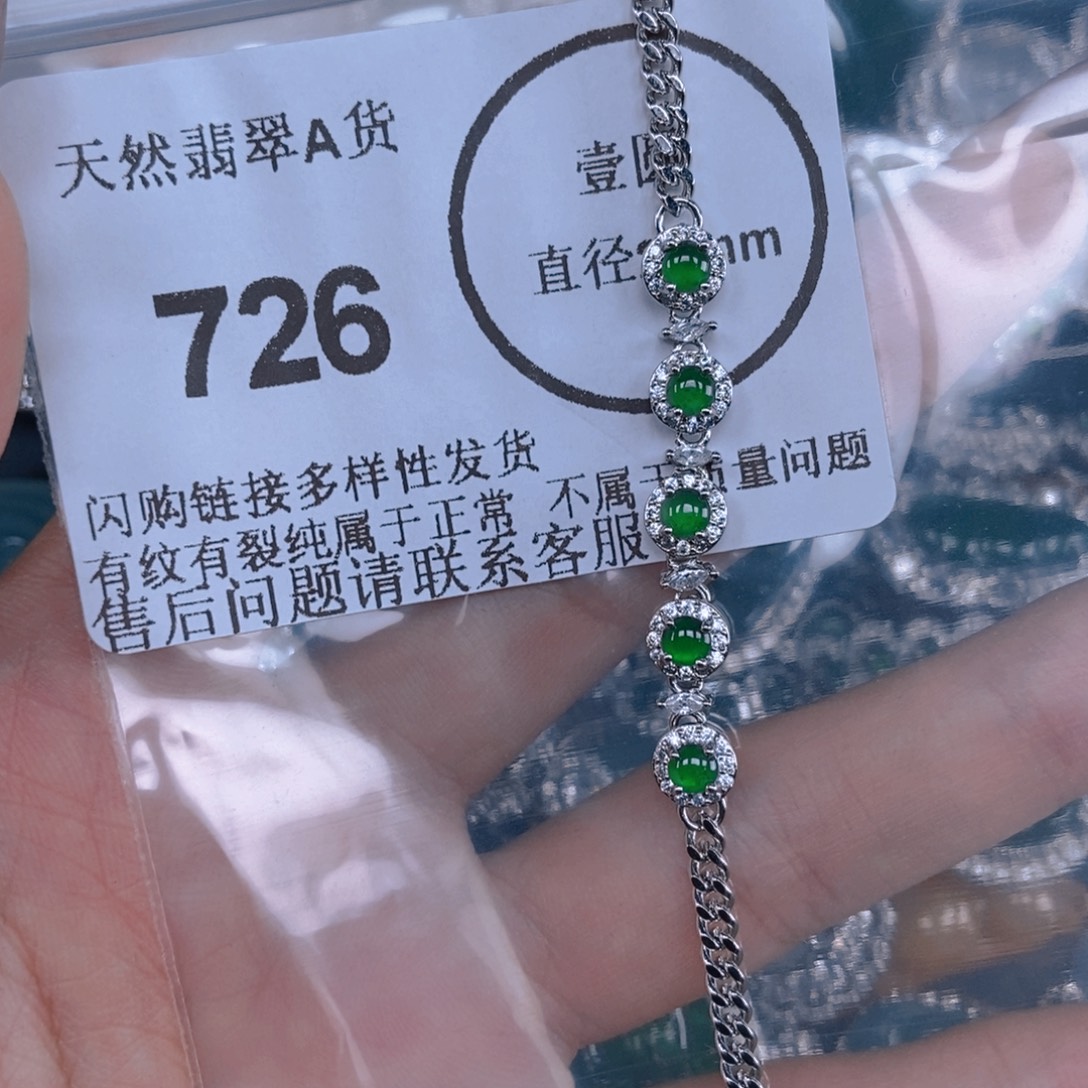 天然翡翠A货
726
壹
直径 mm
闪购链接多样性发货
有纹有裂纯属于正常 不属于质量问题
售后问题请联系客服